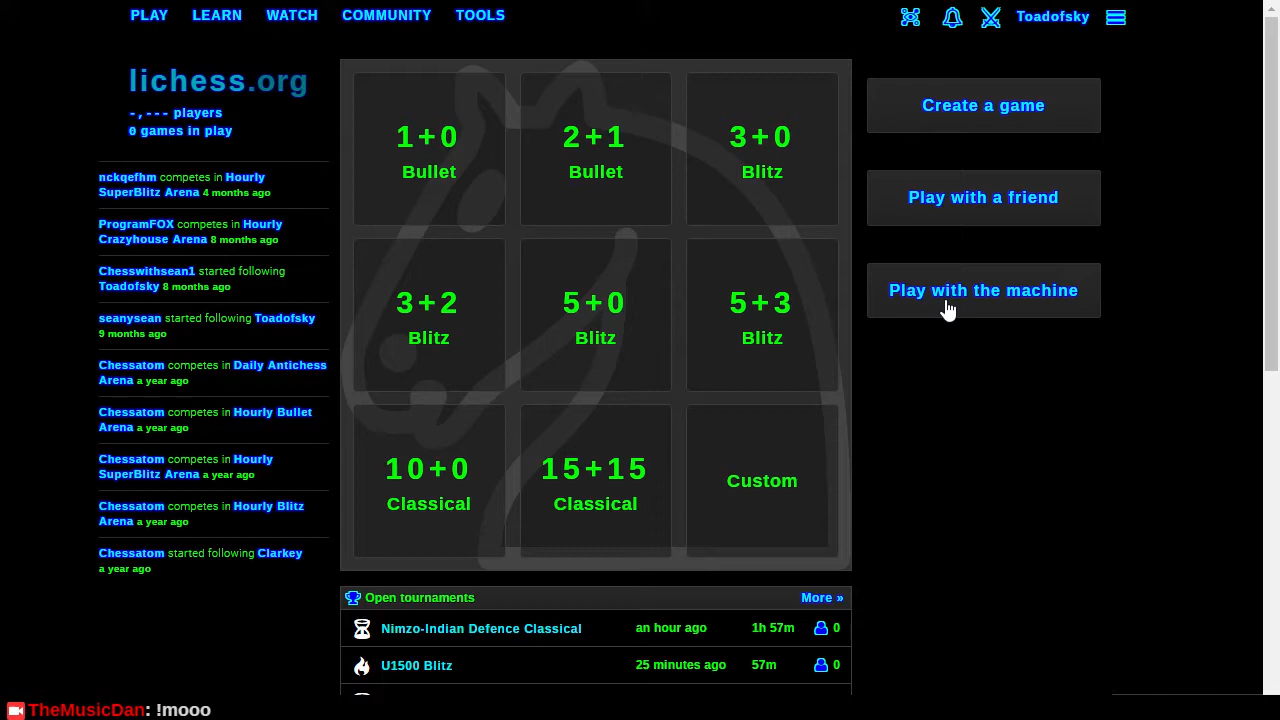 PLAY LEARN WATCH COMMUNITY TOOLS Toadofsky
lichess.org
-,--- players
0 games in play
nckqefhm competes in Hourly
SuperBlitz Arena 4 months ago
ProgramFOX competes in Hourly
Crazyhouse Arena 8 months ago
Chesswithsean1 started following
Toadofsky 8 months ago
seanysean started following Toadofsky
9 months ago
Chessatom competes in Daily Antichess
Arena a year ago
Chessatom competes in Hourly Bullet
Arena a year ago
Chessatom competes in Hourly
SuperBlitz Arena a year ago
Chessatom competes in Hourly Blitz
Arena a year ago
Chessatom started following Clarkey
a year ago
1+0
Bullet
2+1
Bullet
3+0
Blitz
3+2
Blitz
5+0
Blitz
5+3
Blitz
10+0
Classical
15+15
Classical
Custom
Create a game
Play with a friend
Play with the machine
Open tournaments More »
Nimzo-Indian Defence Classical an hour ago 1h 57m 0
U1500 Blitz 25 minutes ago 57m 0
TheMusicDan: !mooo